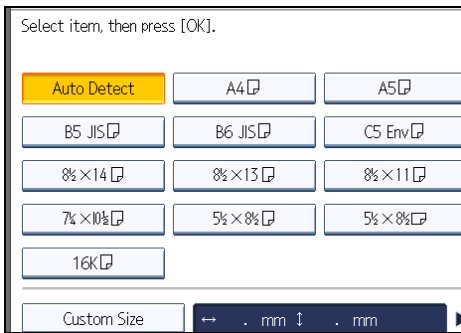 Select item, then press [OK].
Auto Detect A4 A5
B5 JIS B6 JIS C5 Env
8½×14 8½×13 8½×11
7¼×10½ 5½×8½ 5½×8½
16K
Custom Size ↔ . mm ↕ . mm